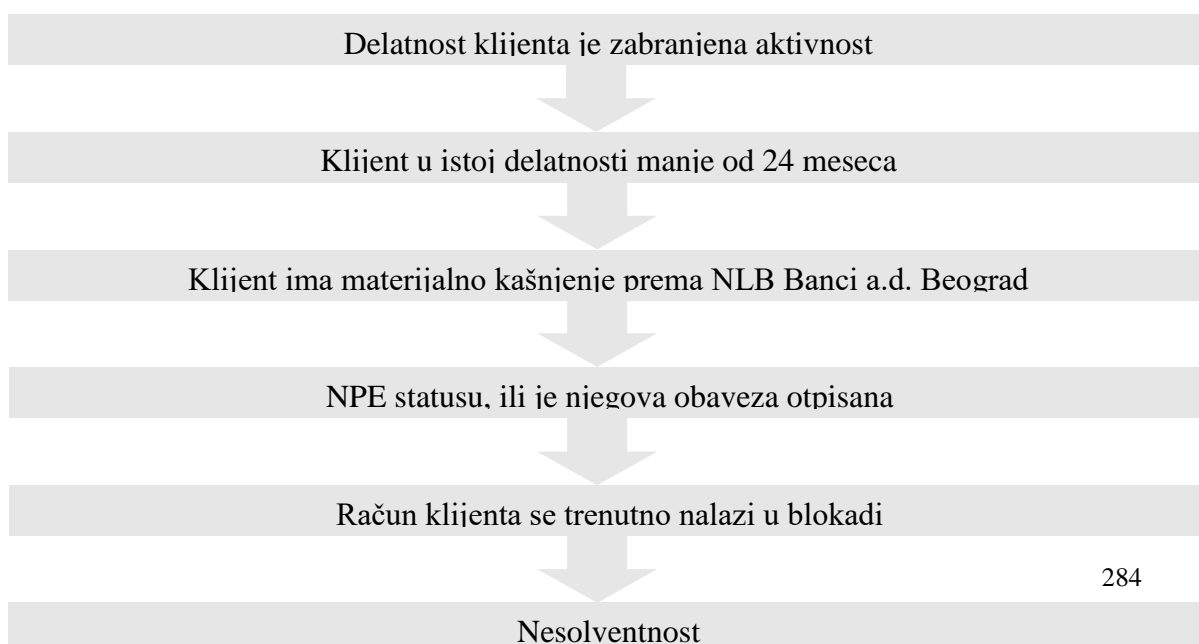 Delatnost klijenta je zabranjena aktivnost
Klijent u istoj delatnosti manje od 24 meseca
Klijent ima materijalno kašnjenje prema NLB Banci a.d. Beograd
NPE statusu, ili je njegova obaveza otpisana
Račun klijenta se trenutno nalazi u blokadi
284
Nesolventnost